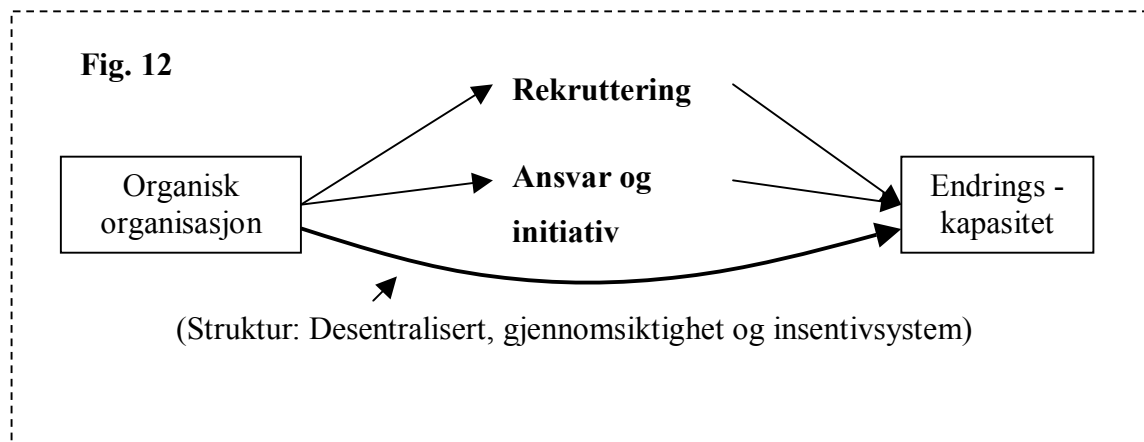 Fig. 12
Rekruttering
Organisk
organisasjon
Ansvar og
initiativ
Endrings -
kapasitet
(Struktur: Desentralisert, gjennomsiktighet og insentivsystem)